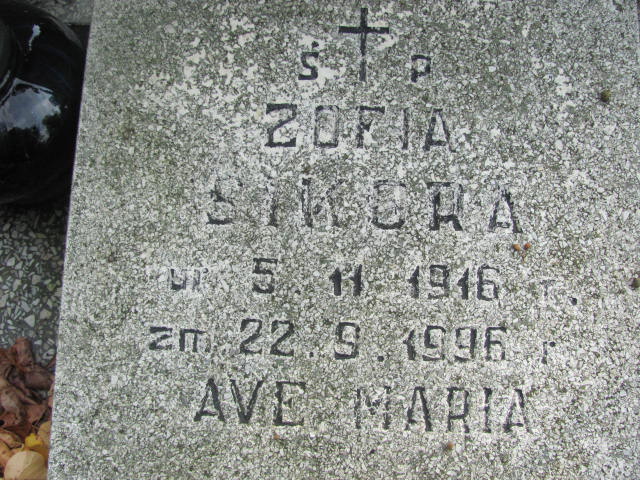 Ś P
ZOFIA
SIKORA
ur 5. 11 1916 r.
zm 22.9.1996 r
AVE MARIA